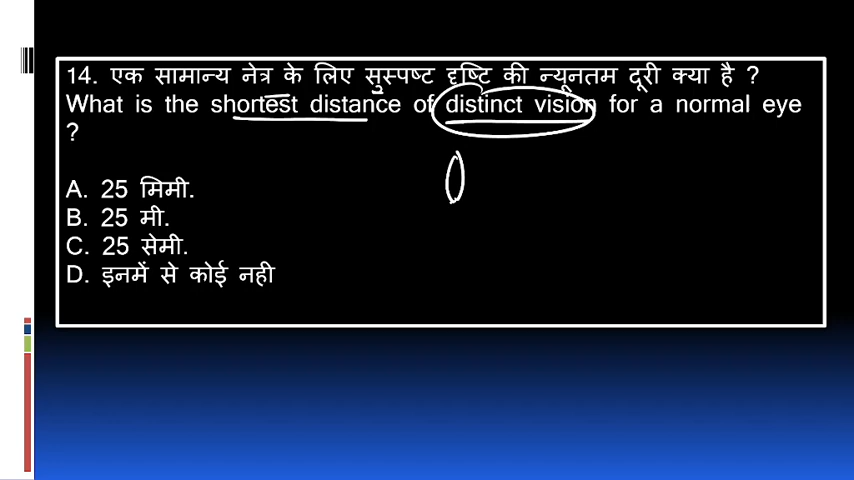 14. एक सामान्य नेत्र के लिए सुस्पष्ट दृष्टि की न्यूनतम दूरी क्या है ?
What is the shortest distance of distinct vision for a normal eye
?
A. 25 मिमी.
B. 25 मी.
C. 25 सेमी.
D. इनमें से कोई नही